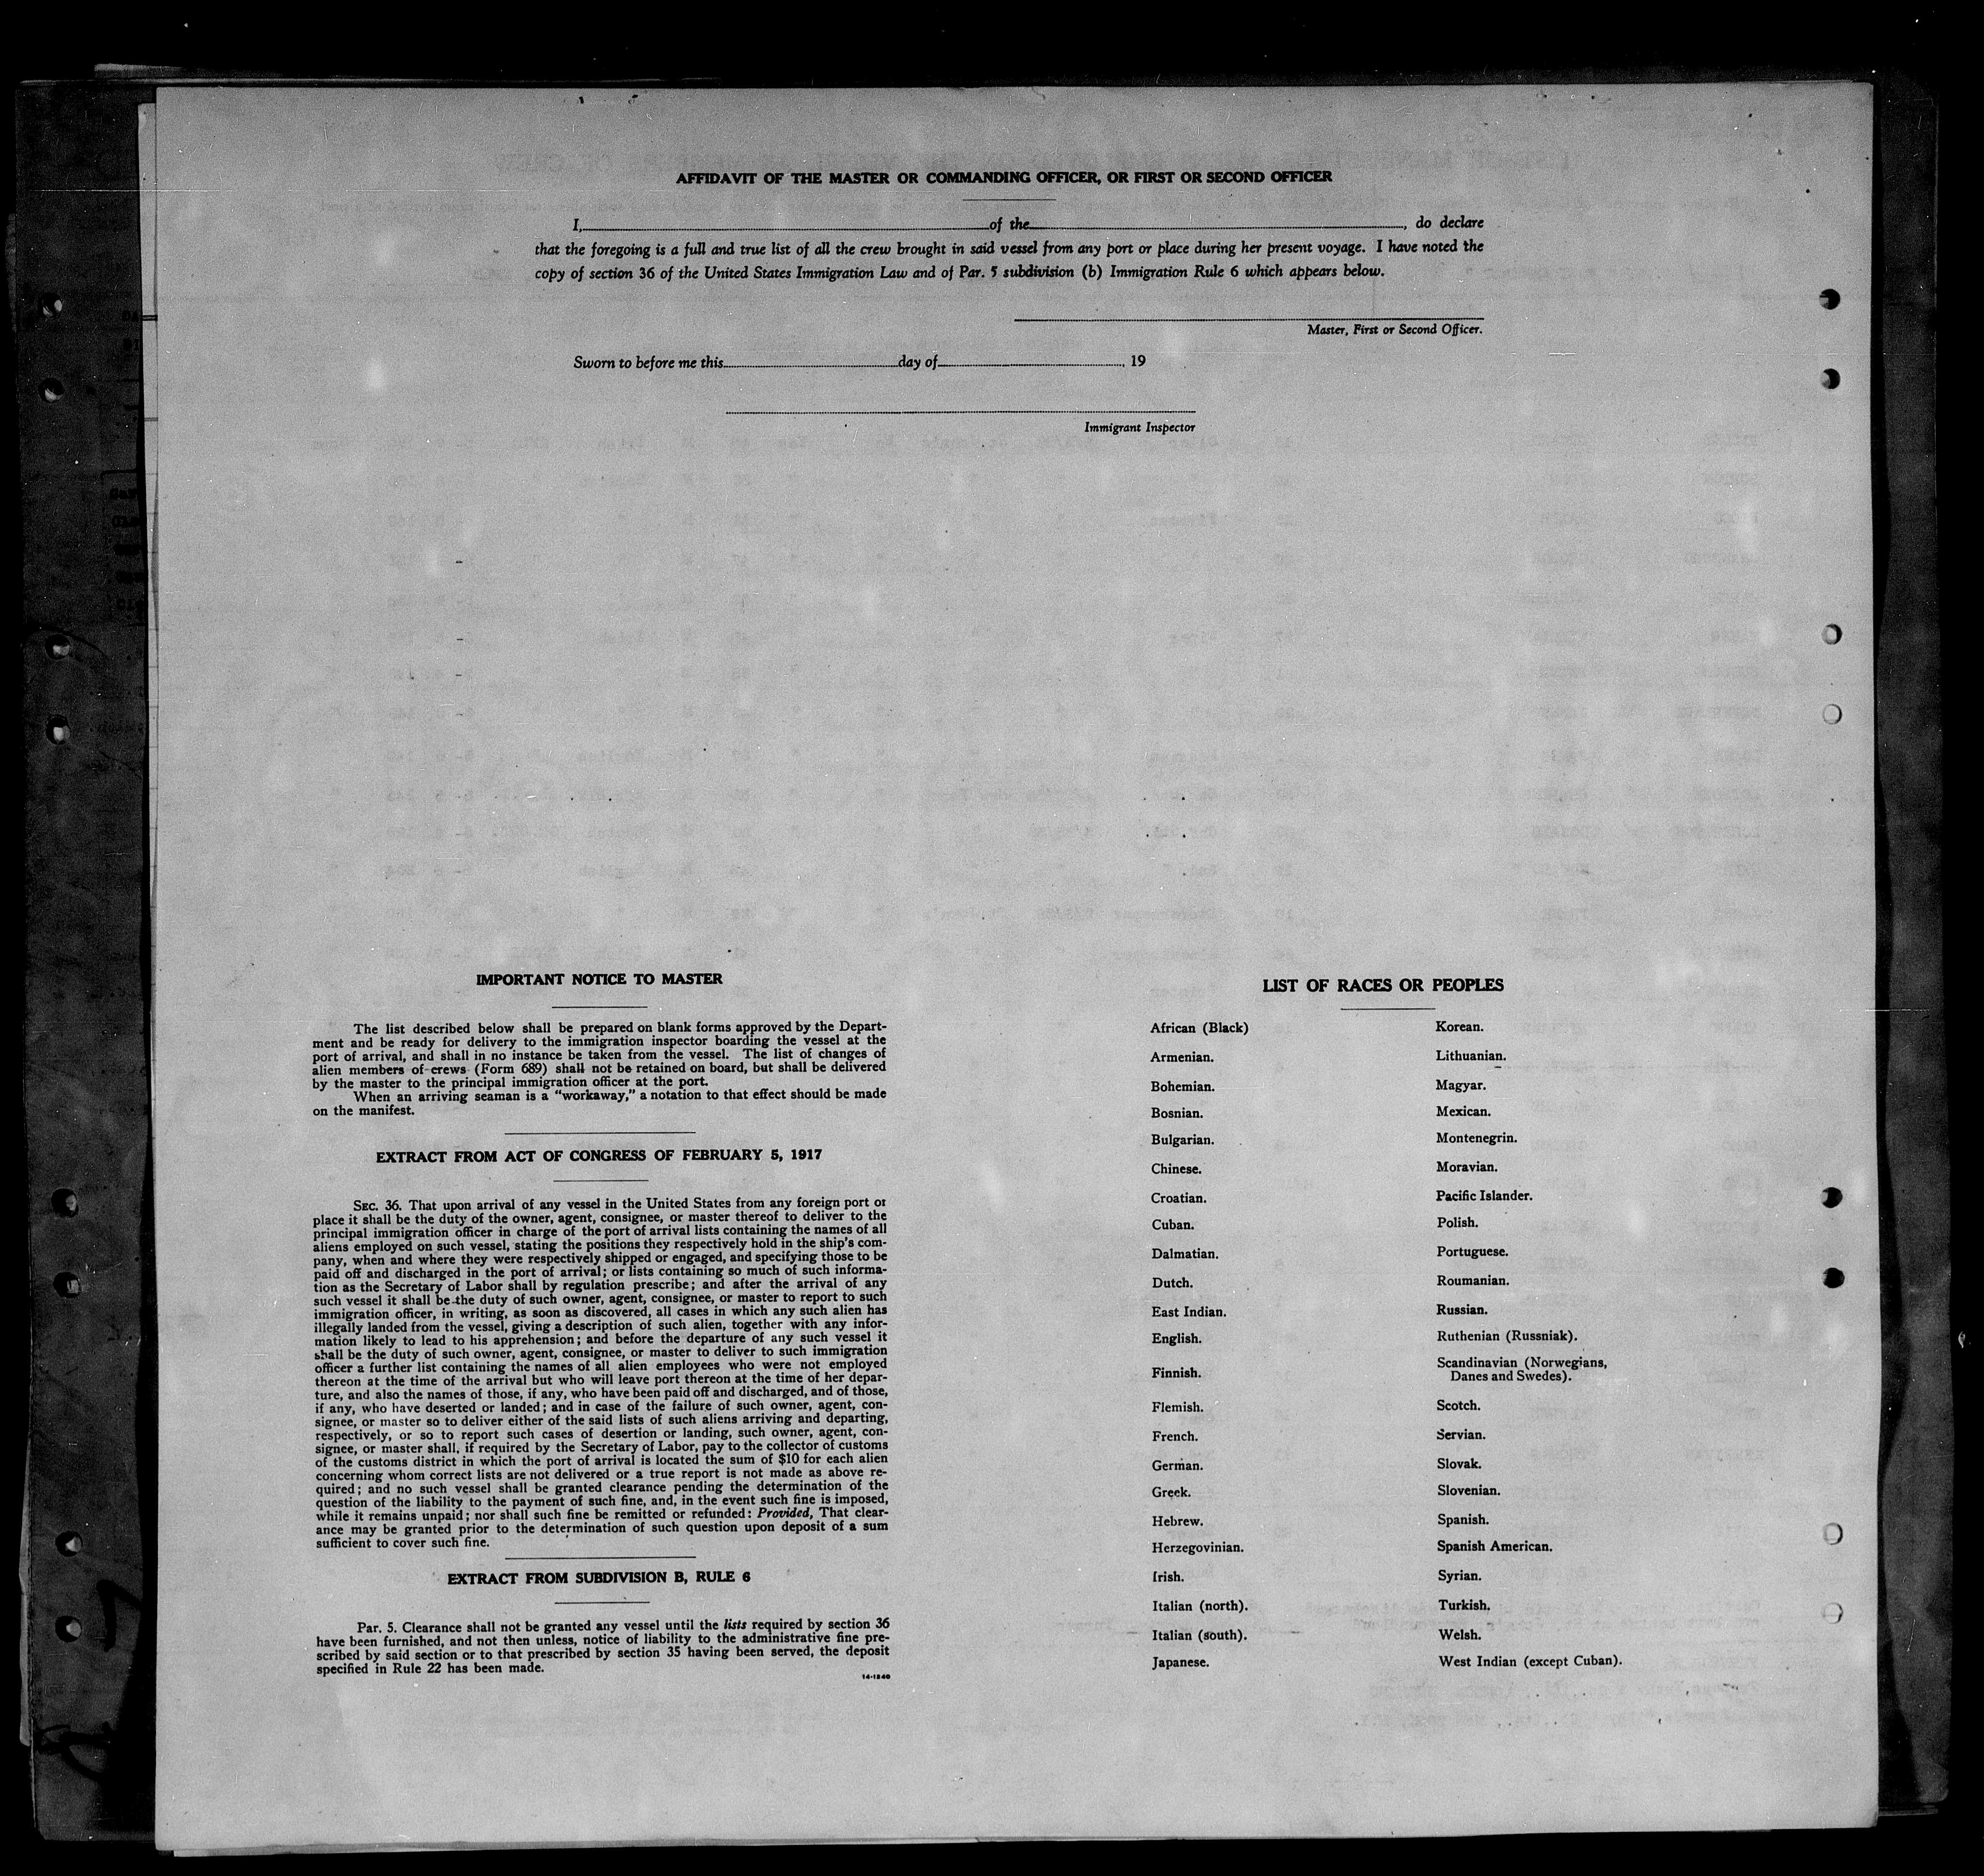 AFFIDAVIT OF THE MASTER OR COMMANDING OFFICER, OR FIRST OR SECOND OFFICER
I, of the , do declare
that the foregoing is a full and true list of all the crew brought in said vessel from any port or place during her present voyage. I have noted the
copy of section 36 of the United States Immigration Law and of Par. 5 subdivision (b) Immigration Rule 6 which appears below.
Master, First or Second Officer.
Sworn to before me this day of , 19
Immigrant Inspector
IMPORTANT NOTICE TO MASTER
The list described below shall be prepared on blank forms approved by the Depart-
ment and be ready for delivery to the immigration inspector boarding the vessel at the
port of arrival, and shall in no instance be taken from the vessel. The list of changes of
alien members of crews (Form 689) shall not be retained on board, but shall be delivered
by the master to the principal immigration officer at the port.
When an arriving seaman is a "workaway," a notation to that effect should be made
on the manifest.
EXTRACT FROM ACT OF CONGRESS OF FEBRUARY 5, 1917
SEC. 36. That upon arrival of any vessel in the United States from any foreign port or
place it shall be the duty of the owner, agent, consignee, or master thereof to deliver to the
principal immigration officer in charge of the port of arrival lists containing the names of all
aliens employed on such vessel, stating the positions they respectively hold in the ship's com-
pany, when and where they were respectively shipped or engaged, and specifying those to be
paid off and discharged in the port of arrival; or lists containing so much of such informa-
tion as the Secretary of Labor shall by regulation prescribe; and after the arrival of any
such vessel it shall be the duty of such owner, agent, consignee, or master to report to such
immigration officer, in writing, as soon as discovered, all cases in which any such alien has
illegally landed from the vessel, giving a description of such alien, together with any infor-
mation likely to lead to his apprehension; and before the departure of any such vessel it
shall be the duty of such owner, agent, consignee, or master to deliver to such immigration
officer a further list containing the names of all alien employees who were not employed
thereon at the time of the arrival but who will leave port thereon at the time of her depar-
ture, and also the names of those, if any, who have been paid off and discharged, and of those,
if any, who have deserted or landed; and in case of the failure of such owner, agent, con-
signee, or master so to deliver either of the said lists of such aliens arriving and departing,
respectively, or so to report such cases of desertion or landing, such owner, agent, con-
signee, or master shall, if required by the Secretary of Labor, pay to the collector of customs
of the customs district in which the port of arrival is located the sum of $10 for each alien
concerning whom correct lists are not delivered or a true report is not made as above re-
quired; and no such vessel shall be granted clearance pending the determination of the
question of the liability to the payment of such fine, and, in the event such fine is imposed,
while it remains unpaid; nor shall such fine be remitted or refunded: Provided, That clear-
ance may be granted prior to the determination of such question upon deposit of a sum
sufficient to cover such fine.
EXTRACT FROM SUBDIVISION B, RULE 6
Par. 5. Clearance shall not be granted any vessel until the lists required by section 36
have been furnished, and not then unless, notice of liability to the administrative fine pre-
scribed by said section or to that prescribed by section 35 having been served, the deposit
specified in Rule 22 has been made.
14-1240
LIST OF RACES OR PEOPLES
African (Black)
Armenian.
Bohemian.
Bosnian.
Bulgarian.
Chinese.
Croatian.
Cuban.
Dalmatian.
Dutch.
East Indian.
English.
Finnish.
Flemish.
French.
German.
Greek.
Hebrew.
Herzegovinian.
Irish.
Italian (north).
Italian (south).
Japanese.
Korean.
Lithuanian.
Magyar.
Mexican.
Montenegrin.
Moravian.
Pacific Islander.
Polish.
Portuguese.
Roumanian.
Russian.
Ruthenian (Russniak).
Scandinavian (Norwegians,
Danes and Swedes).
Scotch.
Servian.
Slovak.
Slovenian.
Spanish.
Spanish American.
Syrian.
Turkish.
Welsh.
West Indian (except Cuban).